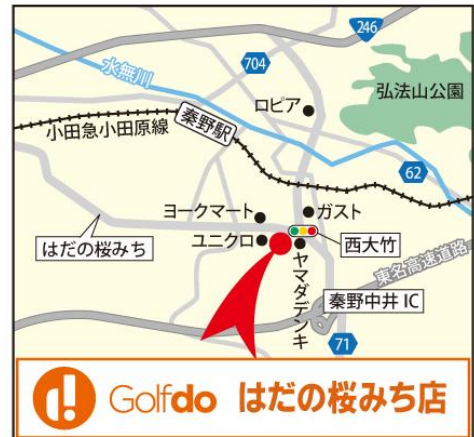 246
704
水無川
弘法山公園
ロピア
小田急小田原線
秦野駅
62
ヨークマート
ガスト
はだの桜みち
ユニクロ
西大竹
ヤマダデンキ
東名高速道路
秦野中井 IC
71
Golfdo はだの桜みち店